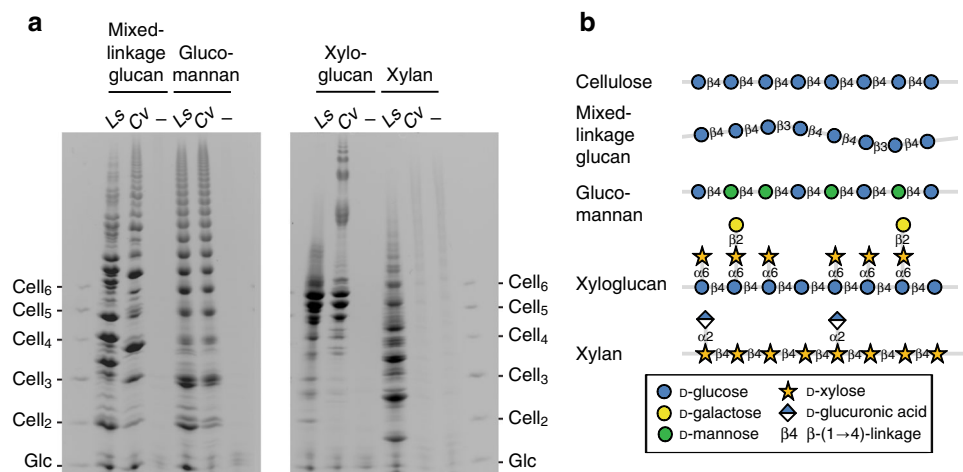 a
Mixed-
linkage
glucan
Gluco-
mannan
Xylo-
glucan
Xylan
Ls Cv – Ls Cv –
Ls Cv – Ls Cv –
Cell6
Cell5
Cell4
Cell3
Cell2
Glc
Cell6
Cell5
Cell4
Cell3
Cell2
Glc
b
Cellulose
β4 β4 β4 β4 β4 β4 β4
Mixed-
linkage
glucan
β4 β4 β3 β4 β4 β3 β4
Gluco-
mannan
β4 β4 β4 β4 β4 β4 β4
β2 β2
α6 α6 α6 α6 α6 α6
Xyloglucan
β4 β4 β4 β4 β4 β4 β4
α2 α2
Xylan
β4 β4 β4 β4 β4 β4 β4
D-glucose
D-galactose
D-mannose
D-xylose
D-glucuronic acid
β4 β-(1→4)-linkage